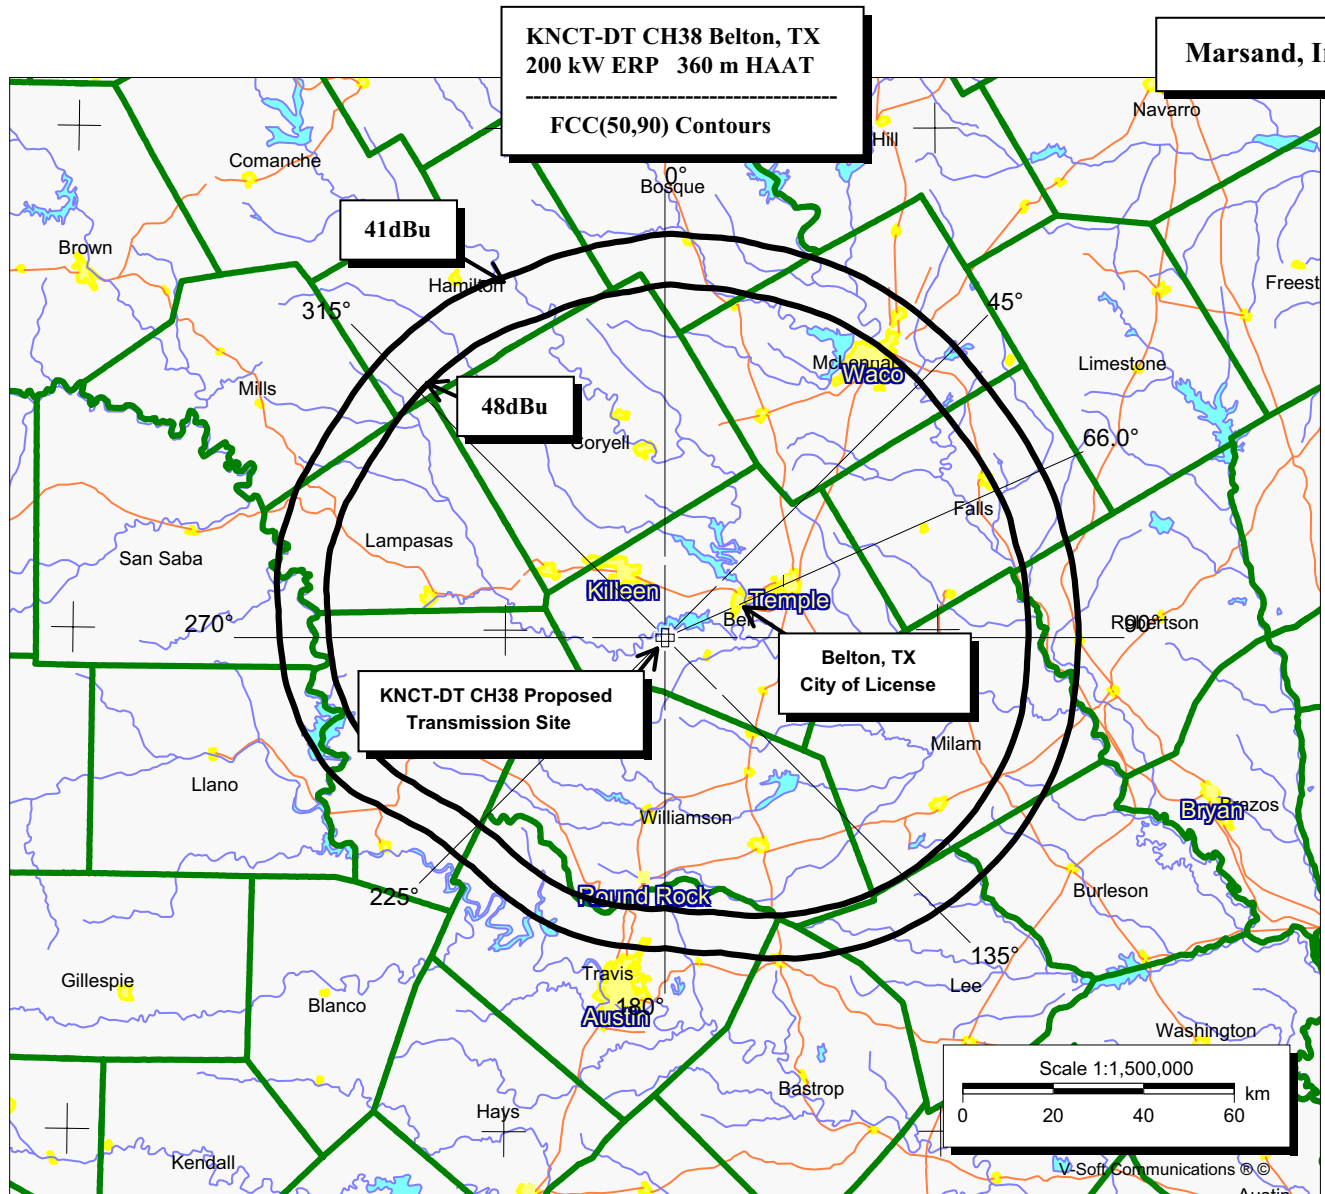 KNCT-DT CH38 Belton, TX
200 kW ERP 360 m HAAT
----------------------------------------
FCC(50,90) Contours
Marsand, I
Navarro
Hill
Comanche
0°
Bosque
41dBu
Brown
Hamilton
Freest
315°
45°
Limestone
McLennan
Waco
Mills
48dBu
Coryell
66.0°
Falls
Lampasas
San Saba
Killeen
Temple
Bell
270°
90°
Robertson
Belton, TX
City of License
KNCT-DT CH38 Proposed
Transmission Site
Milam
Llano
Williamson
Brazos
Bryan
225°
Round Rock
Burleson
135°
Travis
Gillespie
Lee
Blanco
180°
Austin
Washington
Scale 1:1,500,000
km
0 20 40 60
Bastrop
Hays
Kendall
V-Soft Communications ® ©
Austin